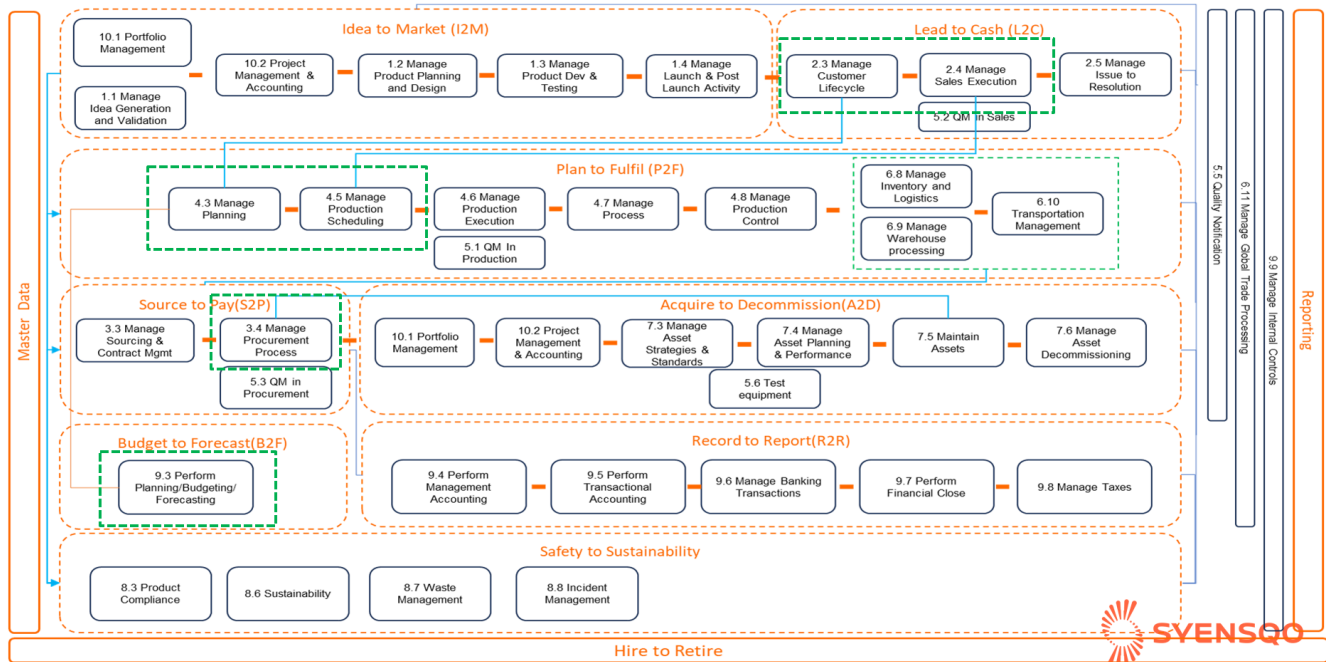 Idea to Market (I2M)
10.1 Portfolio
Management
1.1 Manage
Idea Generation
and Validation
10.2 Project
Management &
Accounting
1.2 Manage
Product Planning
and Design
1.3 Manage
Product Dev &
Testing
1.4 Manage
Launch & Post
Launch Activity
Lead to Cash (L2C)
2.3 Manage
Customer
Lifecycle
2.4 Manage
Sales Execution
5.2 QM in Sales
2.5 Manage
Issue to
Resolution
Plan to Fulfil (P2F)
4.3 Manage
Planning
4.5 Manage
Production
Scheduling
4.6 Manage
Production
Execution
5.1 QM In
Production
4.7 Manage
Process
4.8 Manage
Production
Control
6.8 Manage
Inventory and
Logistics
6.9 Manage
Warehouse
processing
6.10
Transportation
Management
Source to Pay(S2P)
3.3 Manage
Sourcing &
Contract Mgmt
3.4 Manage
Procurement
Process
5.3 QM in
Procurement
Acquire to Decommission(A2D)
10.1 Portfolio
Management
10.2 Project
Management
& Accounting
7.3 Manage
Asset
Strategies &
Standards
7.4 Manage
Asset Planning
& Performance
5.6 Test
equipment
7.5 Maintain
Assets
7.6 Manage
Asset
Decommissioning
Budget to Forecast(B2F)
9.3 Perform
Planning/Budgeting/
Forecasting
Record to Report(R2R)
9.4 Perform
Management
Accounting
9.5 Perform
Transactional
Accounting
9.6 Manage Banking
Transactions
9.7 Perform
Financial Close
9.8 Manage Taxes
Safety to Sustainability
8.3 Product
Compliance
8.6 Sustainability
8.7 Waste
Management
8.8 Incident
Management
Master Data
5.5 Quality Notification
6.11 Manage Global Trade Processing
9.9 Manage Internal Controls
Reporting
SYENSQO
Hire to Retire